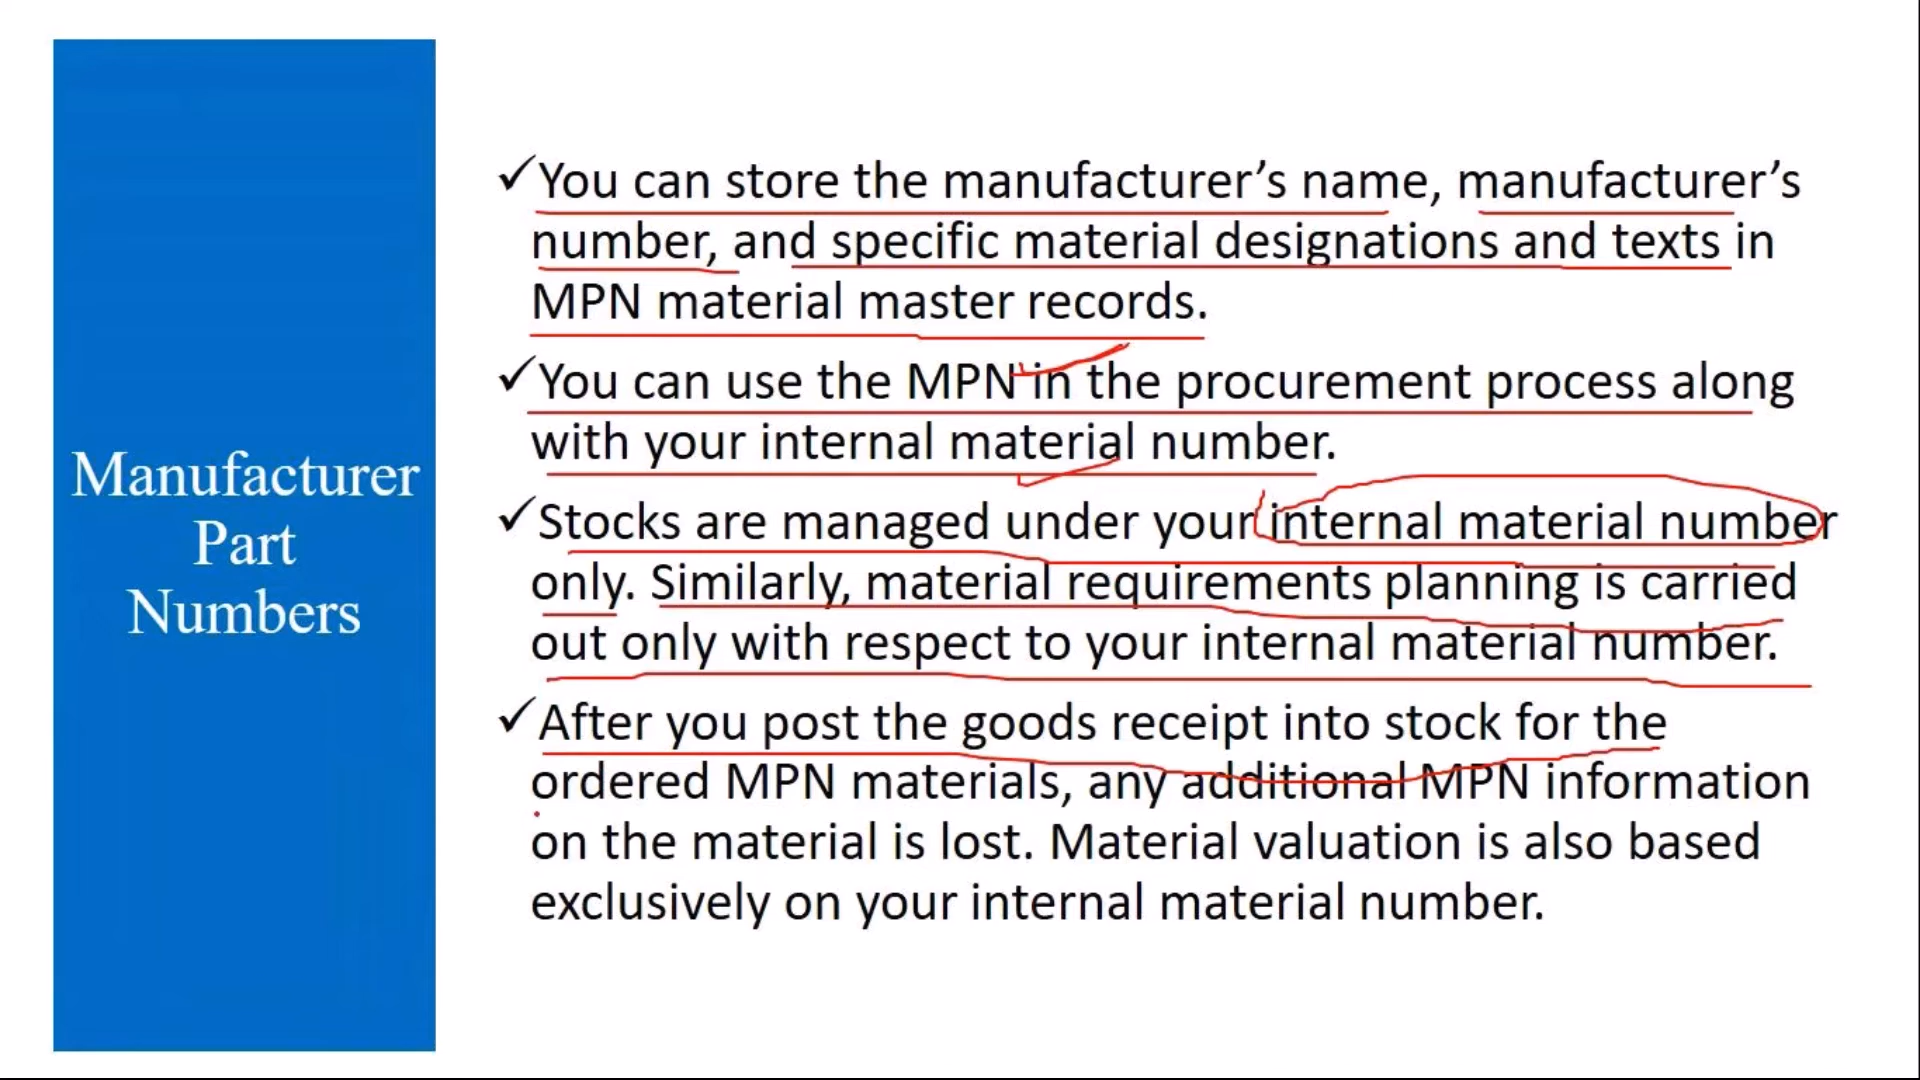 Manufacturer
Part
Numbers
✓You can store the manufacturer’s name, manufacturer’s
number, and specific material designations and texts in
MPN material master records.
✓You can use the MPN in the procurement process along
with your internal material number.
✓Stocks are managed under your internal material number
only. Similarly, material requirements planning is carried
out only with respect to your internal material number.
✓After you post the goods receipt into stock for the
ordered MPN materials, any additional MPN information
on the material is lost. Material valuation is also based
exclusively on your internal material number.